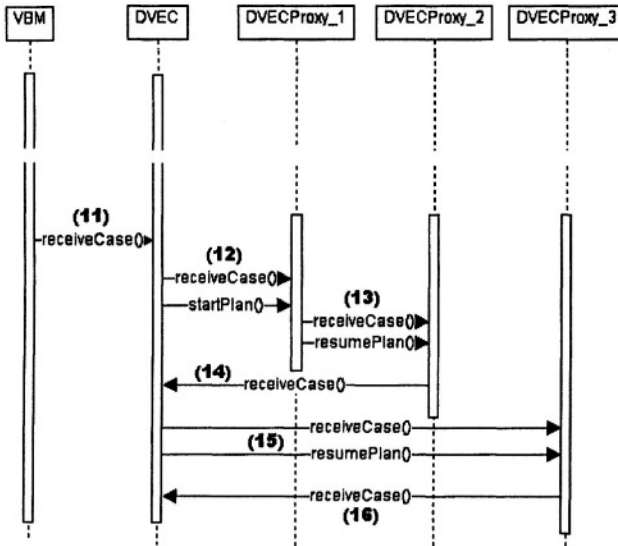 VBM DVEC DVECProxy_1 DVECProxy_2 DVECProxy_3
(11)
receiveCase()
(12)
receiveCase()
startPlan()
(13)
receiveCase()
resumePlan()
(14)
receiveCase()
receiveCase()
(15)
resumePlan()
receiveCase()
(16)